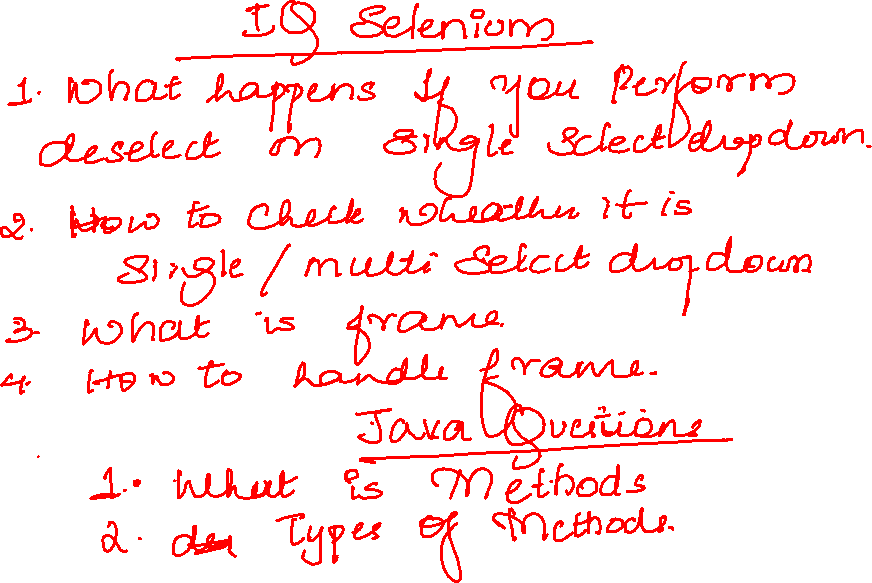 IQ Selenium
1. What happens If you Perform
deselect on Single Select dropdown.
2. How to check wheather it is
Single / multi Select dropdown
3. What is frame.
4. How to handle frame.
Java Questions
1. What is Methods
2. Types of Methods.